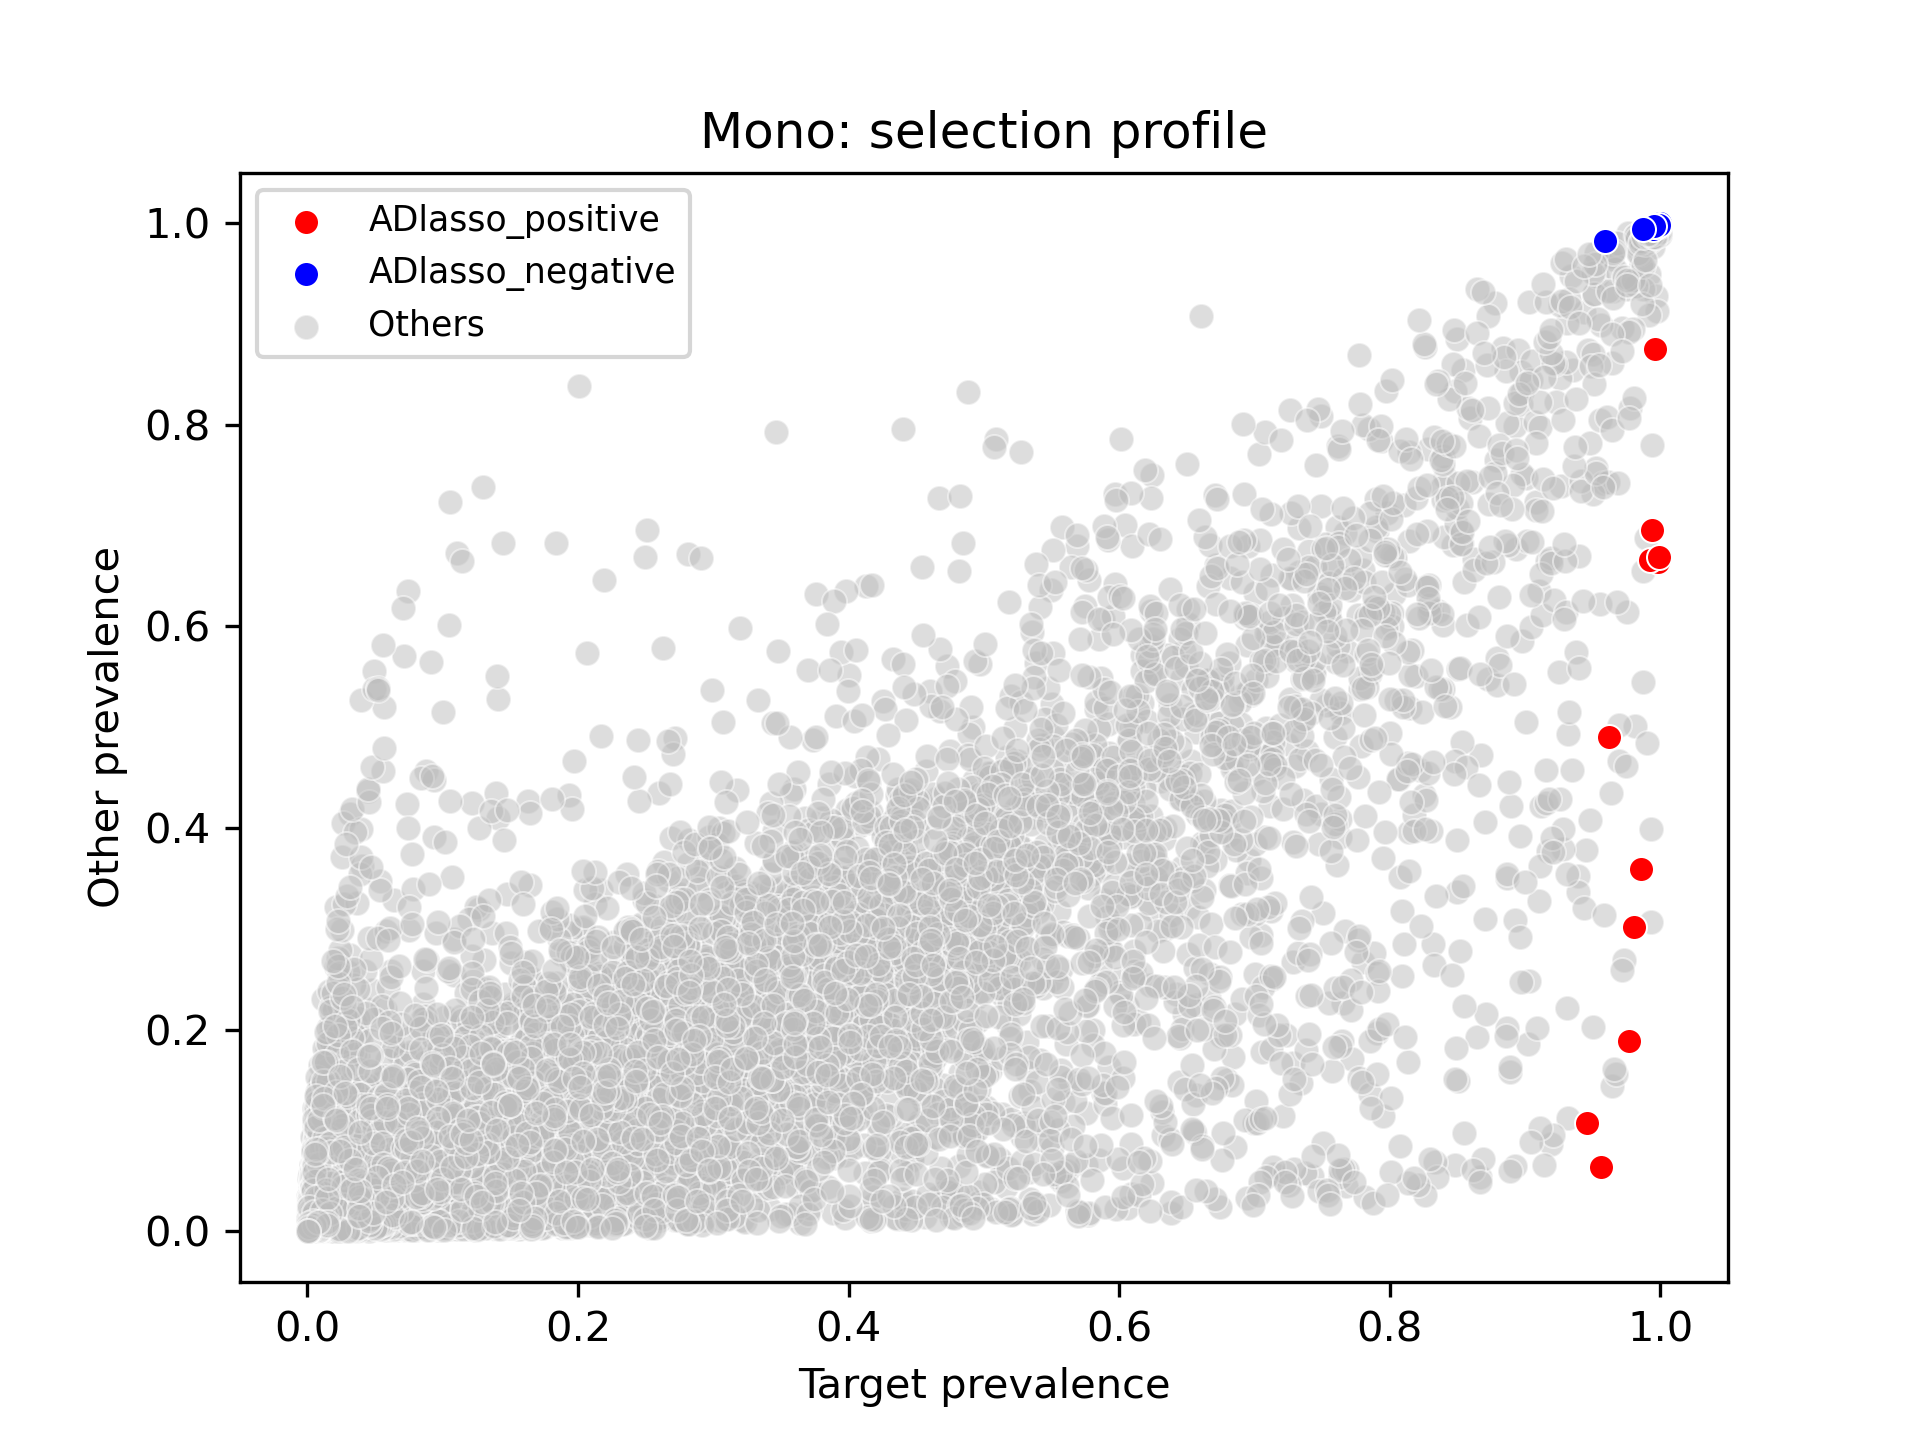 Mono: selection profile
ADlasso_positive
ADlasso_negative
Others
1.0
0.8
0.6
0.4
0.2
0.0
Other prevalence
0.0 0.2 0.4 0.6 0.8 1.0
Target prevalence